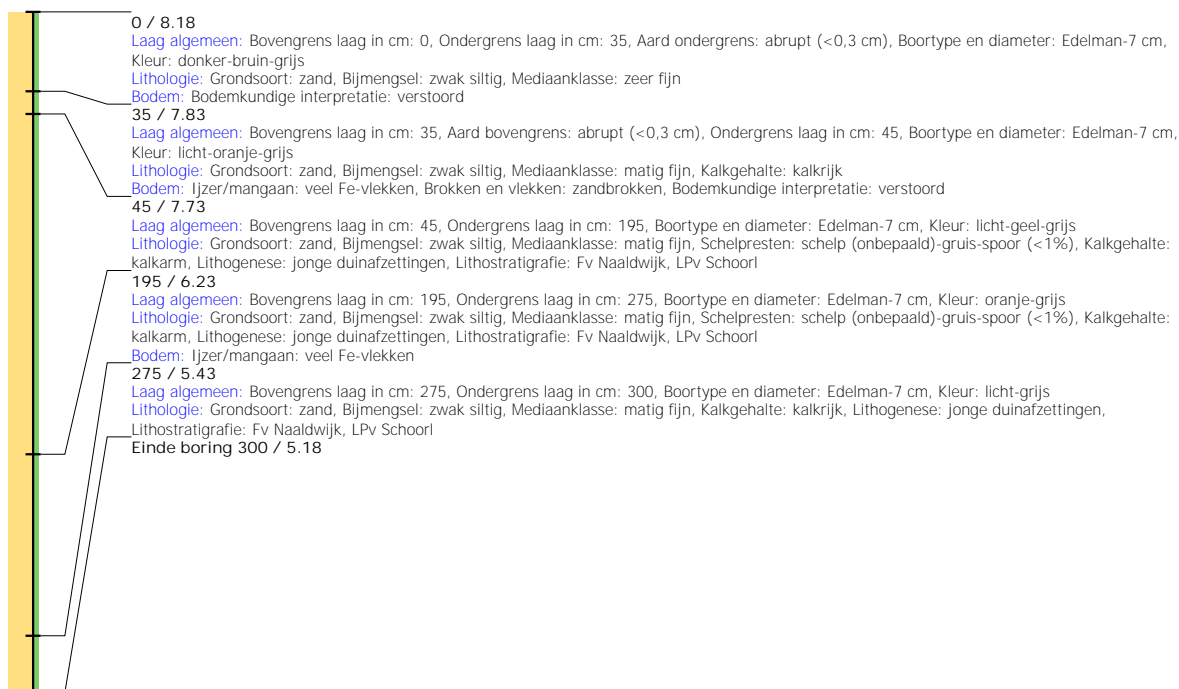 0 / 8.18
Laag algemeen: Bovengrens laag in cm: 0, Ondergrens laag in cm: 35, Aard ondergrens: abrupt (<0,3 cm), Boortype en diameter: Edelman-7 cm,
Kleur: donker-bruin-grijs
Lithologie: Grondsoort: zand, Bijmengsel: zwak siltig, Mediaanklasse: zeer fijn
Bodem: Bodemkundige interpretatie: verstoord
35 / 7.83
Laag algemeen: Bovengrens laag in cm: 35, Aard bovengrens: abrupt (<0,3 cm), Ondergrens laag in cm: 45, Boortype en diameter: Edelman-7 cm,
Kleur: licht-oranje-grijs
Lithologie: Grondsoort: zand, Bijmengsel: zwak siltig, Mediaanklasse: matig fijn, Kalkgehalte: kalkrijk
Bodem: Ijzer/mangaan: veel Fe-vlekken, Brokken en vlekken: zandbrokken, Bodemkundige interpretatie: verstoord
45 / 7.73
Laag algemeen: Bovengrens laag in cm: 45, Ondergrens laag in cm: 195, Boortype en diameter: Edelman-7 cm, Kleur: licht-geel-grijs
Lithologie: Grondsoort: zand, Bijmengsel: zwak siltig, Mediaanklasse: matig fijn, Schelpresten: schelp (onbepaald)-gruis-spoor (<1%), Kalkgehalte:
kalkarm, Lithogenese: jonge duinafzettingen, Lithostratigrafie: Fv Naaldwijk, LPv Schoorl
195 / 6.23
Laag algemeen: Bovengrens laag in cm: 195, Ondergrens laag in cm: 275, Boortype en diameter: Edelman-7 cm, Kleur: oranje-grijs
Lithologie: Grondsoort: zand, Bijmengsel: zwak siltig, Mediaanklasse: matig fijn, Schelpresten: schelp (onbepaald)-gruis-spoor (<1%), Kalkgehalte:
kalkarm, Lithogenese: jonge duinafzettingen, Lithostratigrafie: Fv Naaldwijk, LPv Schoorl
Bodem: Ijzer/mangaan: veel Fe-vlekken
275 / 5.43
Laag algemeen: Bovengrens laag in cm: 275, Ondergrens laag in cm: 300, Boortype en diameter: Edelman-7 cm, Kleur: licht-grijs
Lithologie: Grondsoort: zand, Bijmengsel: zwak siltig, Mediaanklasse: matig fijn, Kalkgehalte: kalkrijk, Lithogenese: jonge duinafzettingen,
Lithostratigrafie: Fv Naaldwijk, LPv Schoorl
Einde boring 300 / 5.18